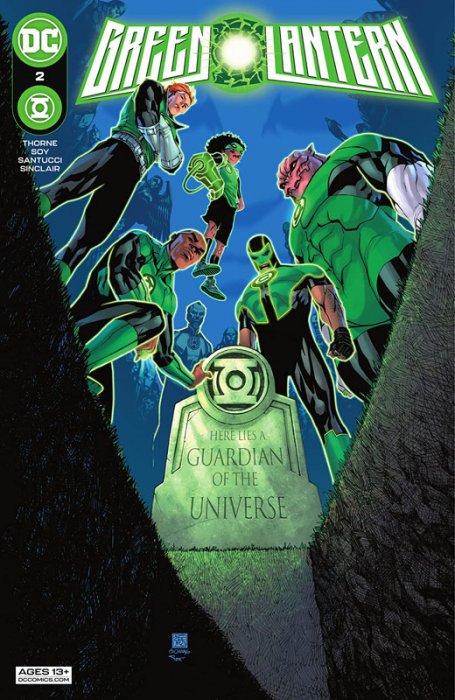 DC
GREEN LANTERN
2
THORNE
SOY
SANTUCCI
SINCLAIR
HERE LIES A
GUARDIAN
OF THE
UNIVERSE
AGES 13+
DCCOMICS.COM